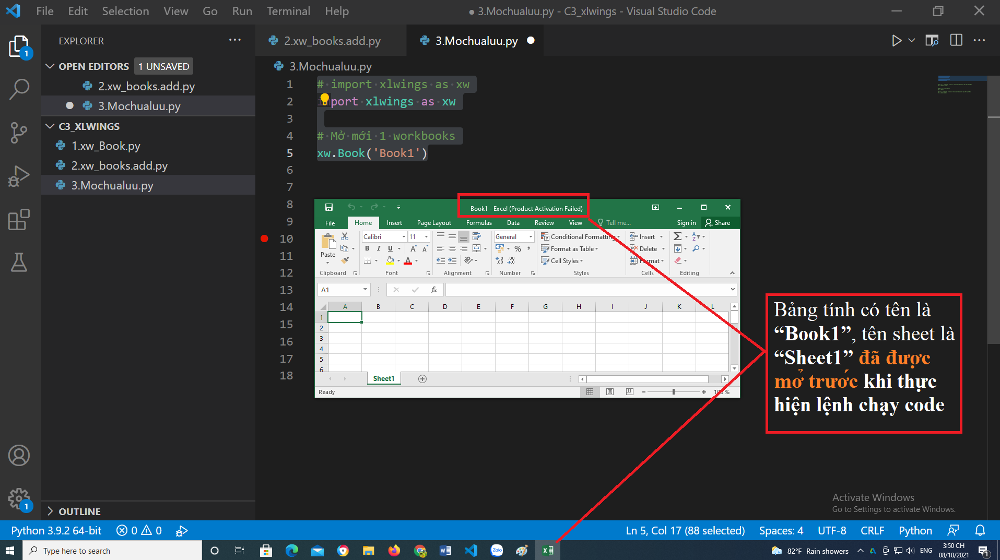 File Edit Selection View Go Run Terminal Help
● 3.Mochualuu.py - C3_xlwings - Visual Studio Code
EXPLORER
OPEN EDITORS 1 UNSAVED
2.xw_books.add.py
3.Mochualuu.py
C3_XLWINGS
1.xw_Book.py
2.xw_books.add.py
3.Mochualuu.py
OUTLINE
1
1
2.xw_books.add.py
3.Mochualuu.py
3.Mochualuu.py
1 # import xlwings as xw
2 import xlwings as xw
3
4 # Mở mới 1 workbooks
5 xw.Book('Book1')
6
7
8
9
10
11
12
13
14
15
16
17
18
Book1 - Excel (Product Activation Failed)
File Home Insert Page Layout Formulas Data Review View Tell me... Sign in Share
Paste
Clipboard
Calibri 11
B I U A A
A
Font
Alignment
General
% ,
.0 .00
Number
Conditional Formatting
Format as Table
Cell Styles
Styles
Insert
Delete
Format
Cells
Editing
A1 fx
A B C D E F G H I J K L
1
2
3
4
5
6
Sheet1
Ready
100%
Bảng tính có tên là
“Book1”, tên sheet là
“Sheet1” đã được
mở trước khi thực
hiện lệnh chạy code
Activate Windows
Go to Settings to activate Windows.
Python 3.9.2 64-bit 0 0
Ln 5, Col 17 (88 selected) Spaces: 4 UTF-8 CRLF Python
Type here to search
Zalo
82°F Rain showers ENG
3:50 CH
08/10/2021
1